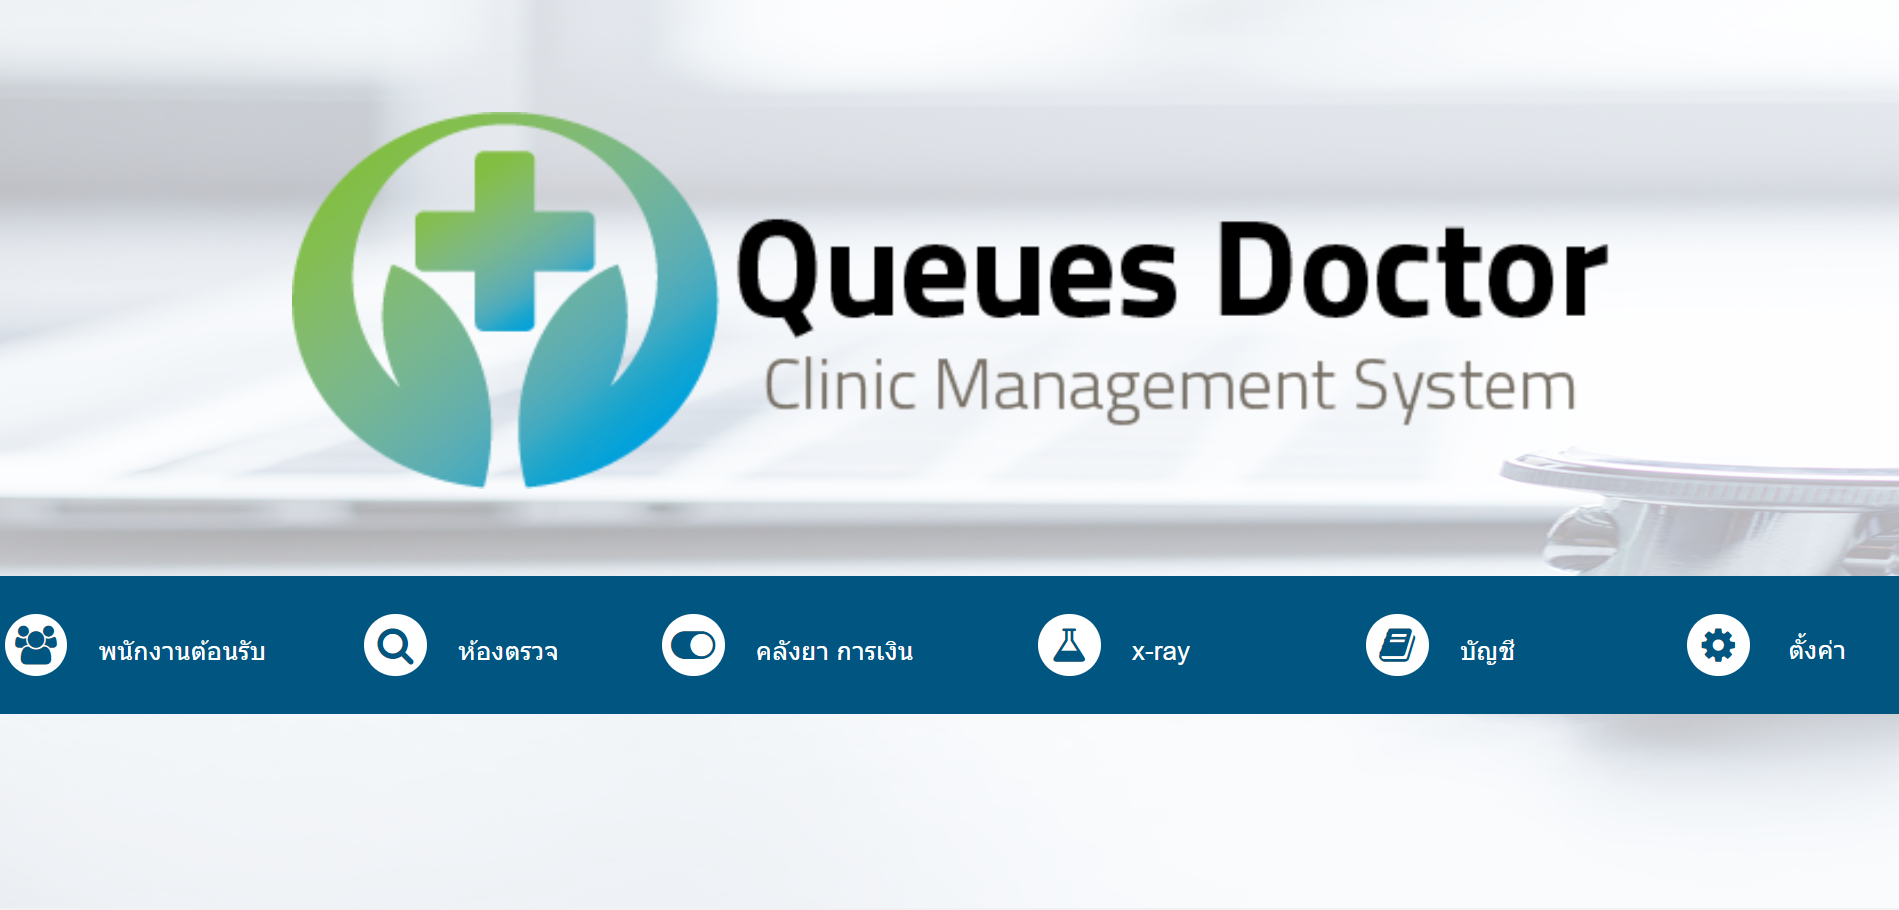 Queues Doctor
Clinic Management System
พนักงานต้อนรับ
ห้องตรวจ
คลังยา การเงิน
x-ray
บัญชี
ตั้งค่า